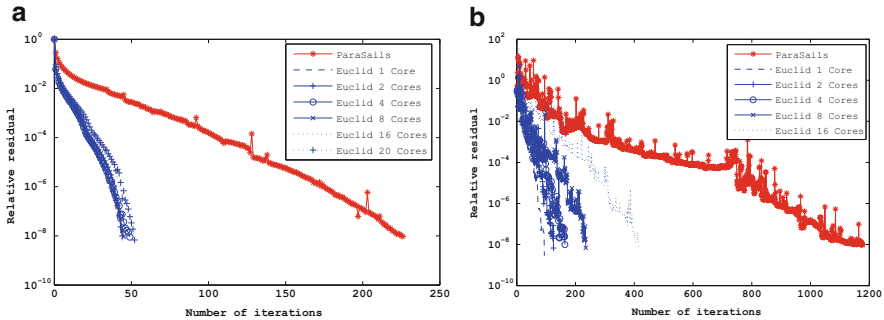 a
Relative residual
10^0
10^-2
10^-4
10^-6
10^-8
10^-10
0
50
100
150
200
250
Number of iterations
ParaSails
Euclid 1 Core
Euclid 2 Cores
Euclid 4 Cores
Euclid 8 Cores
Euclid 16 Cores
Euclid 20 Cores
b
Relative residual
10^2
10^0
10^-2
10^-4
10^-6
10^-8
10^-10
0
200
400
600
800
1000
1200
Number of iterations
ParaSails
Euclid 1 Core
Euclid 2 Cores
Euclid 4 Cores
Euclid 8 Cores
Euclid 16 Cores